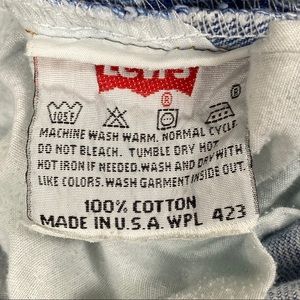 LEVI'S
®
105F
®
MACHINE WASH WARM. NORMAL CYCLE.
DO NOT BLEACH. TUMBLE DRY HOT
HOT IRON IF NEEDED. WASH AND DRY WITH
LIKE COLORS. WASH GARMENT INSIDE OUT.
100% COTTON
MADE IN U.S.A. WPL 423